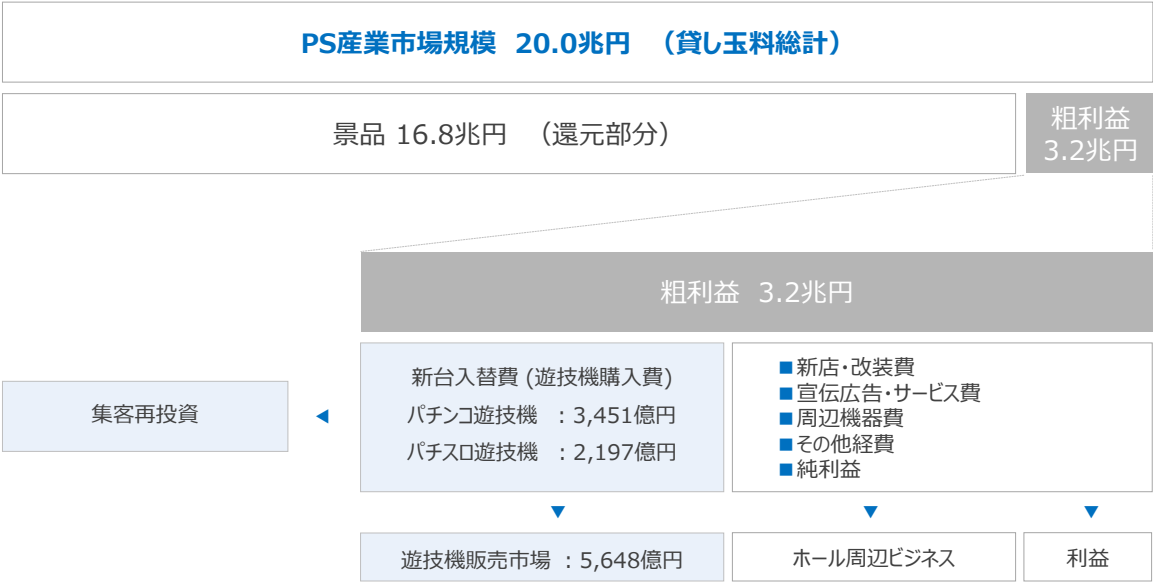 PS産業市場規模 20.0兆円 （貸し玉料総計）
景品 16.8兆円 （還元部分）
粗利益
3.2兆円
粗利益 3.2兆円
新台入替費 (遊技機購入費)
パチンコ遊技機 ：3,451億円
パチスロ遊技機 ：2,197億円
■新店・改装費
■宣伝広告・サービス費
■周辺機器費
■その他経費
■純利益
集客再投資
遊技機販売市場 ：5,648億円
ホール周辺ビジネス
利益